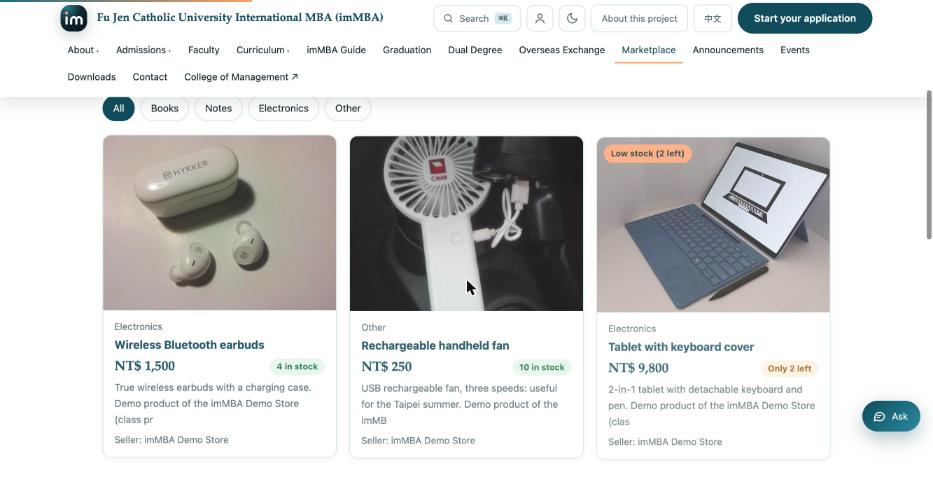 im
Fu Jen Catholic University International MBA (imMBA)
Search ⌘K
About this project
中文
Start your application
About
Admissions
Faculty
Curriculum
imMBA Guide
Graduation
Dual Degree
Overseas Exchange
Marketplace
Announcements
Events
Downloads
Contact
College of Management ↗
All
Books
Notes
Electronics
Other
HYKKER
Electronics
Wireless Bluetooth earbuds
NT$ 1,500
4 in stock
True wireless earbuds with a charging case.
Demo product of the imMBA Demo Store
(class pr
Seller: imMBA Demo Store
CIMB
Other
Rechargeable handheld fan
NT$ 250
10 in stock
USB rechargeable fan, three speeds: useful
for the Taipei summer. Demo product of the
imMB
Seller: imMBA Demo Store
Low stock (2 left)
Electronics
Tablet with keyboard cover
NT$ 9,800
Only 2 left
2-in-1 tablet with detachable keyboard and
pen. Demo product of the imMBA Demo Store
(clas
Seller: imMBA Demo Store
Ask